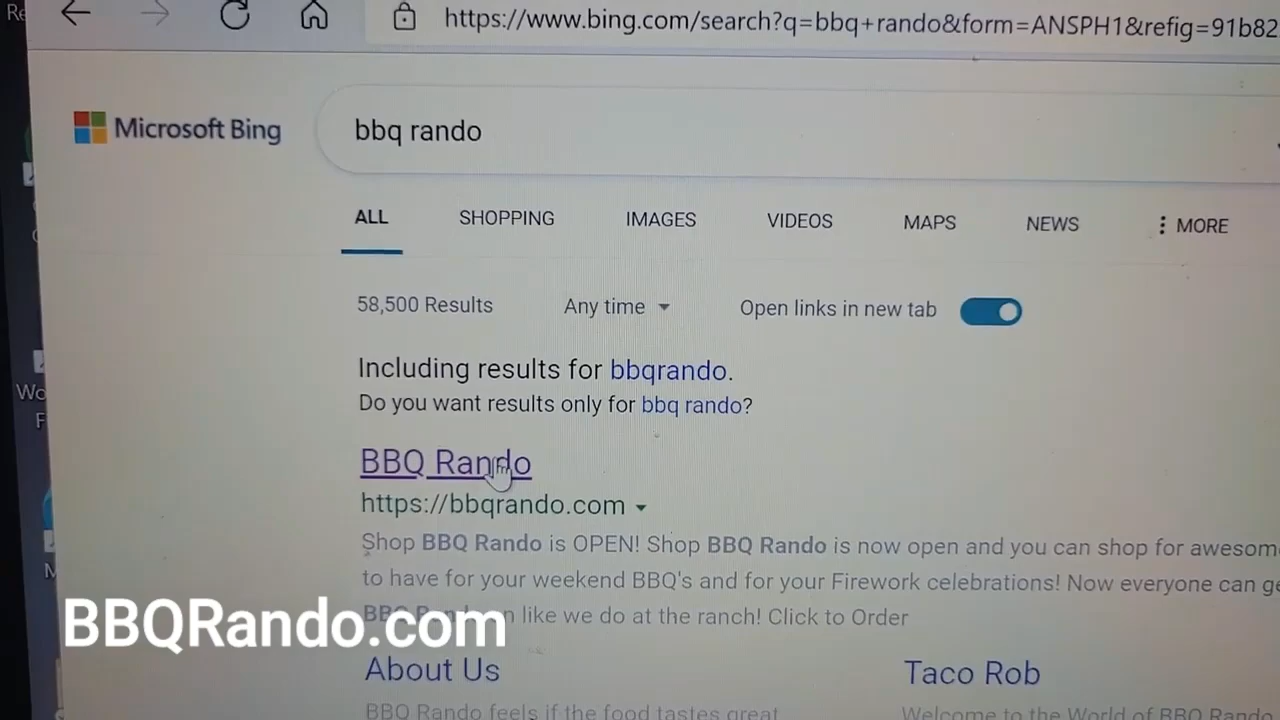 Re
https://www.bing.com/search?q=bbq+rando&form=ANSPH1&refig=91b82
Microsoft Bing
bbq rando
ALL SHOPPING IMAGES VIDEOS MAPS NEWS MORE
58,500 Results Any time Open links in new tab
Including results for bbqrando.
Do you want results only for bbq rando?
BBQ Rando
https://bbqrando.com
Shop BBQ Rando is OPEN! Shop BBQ Rando is now open and you can shop for awesom
to have for your weekend BBQ's and for your Firework celebrations! Now everyone can ge
like we do at the ranch! Click to Order
BBQRando.com
About Us Taco Rob
BBQ Rando feels if the food tastes great
Welcome to the World of BBQ Rando
Wo
F